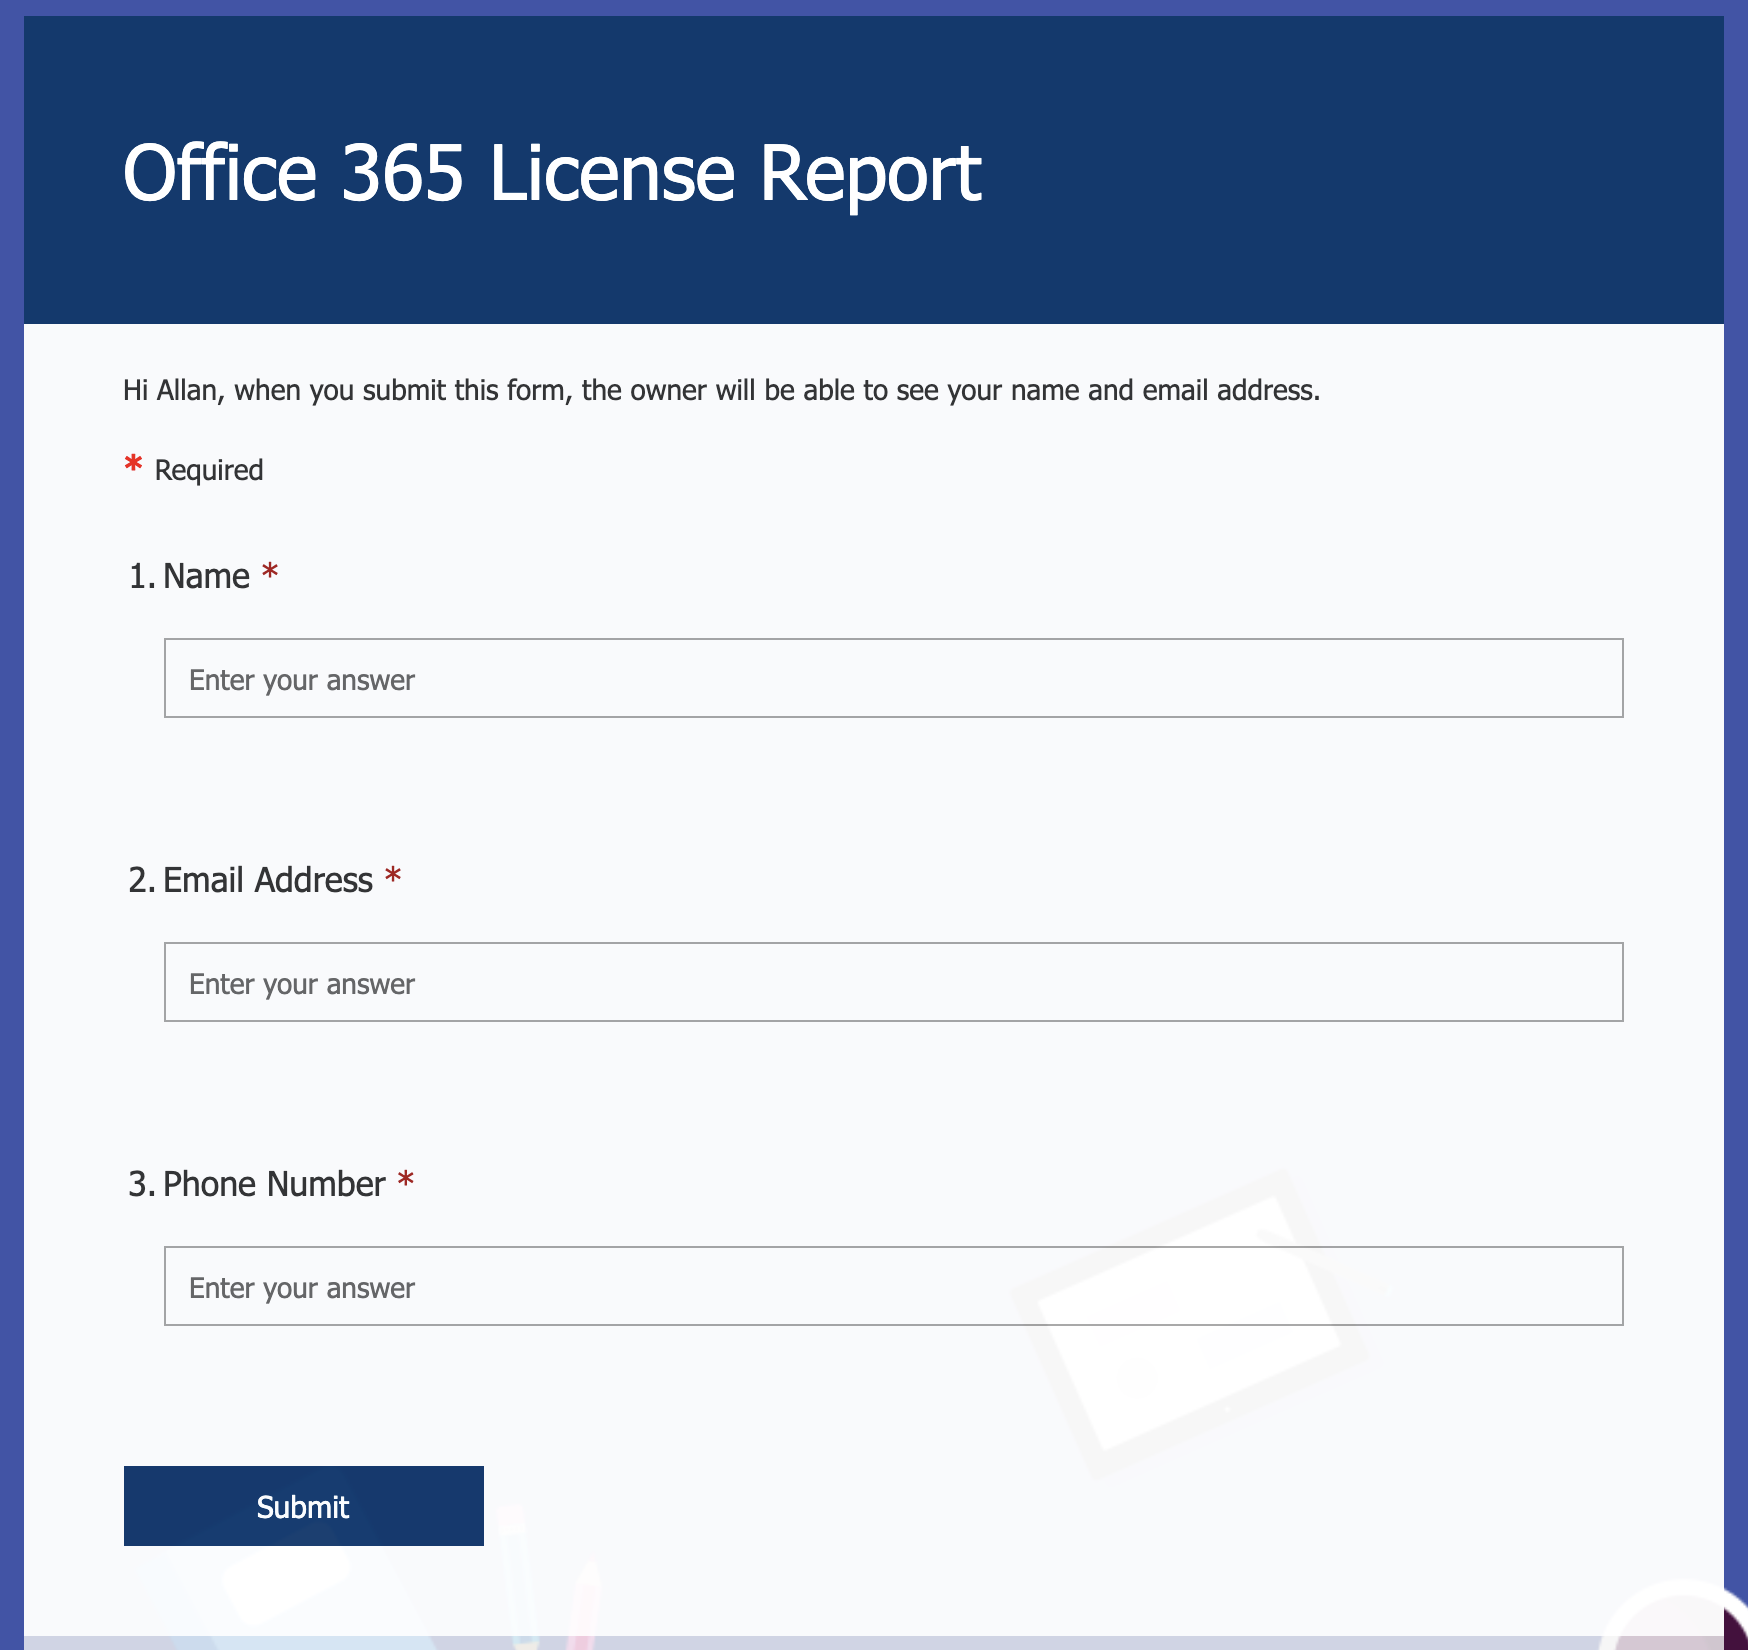 Office 365 License Report
Hi Allan, when you submit this form, the owner will be able to see your name and email address.
* Required
1. Name *
Enter your answer
2. Email Address *
Enter your answer
3. Phone Number *
Enter your answer
Submit